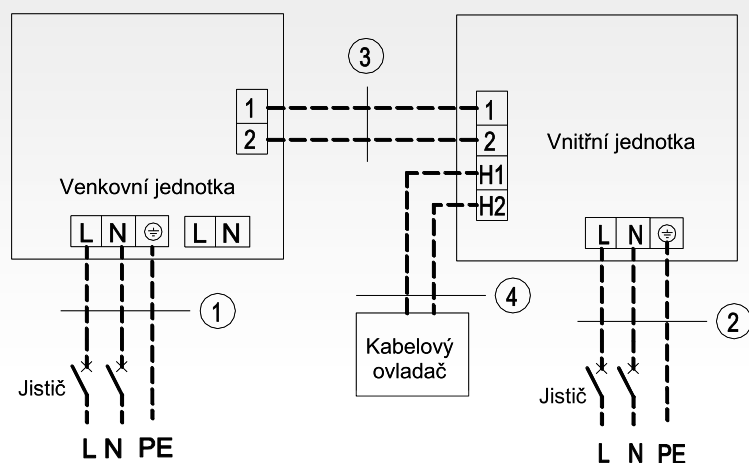 3
1
2
1
2
H1
H2
Vnitřní jednotka
Venkovní jednotka
L N
L N
L N
1
4
2
Kabelový
ovladač
Jistič
Jistič
L N PE
L N PE